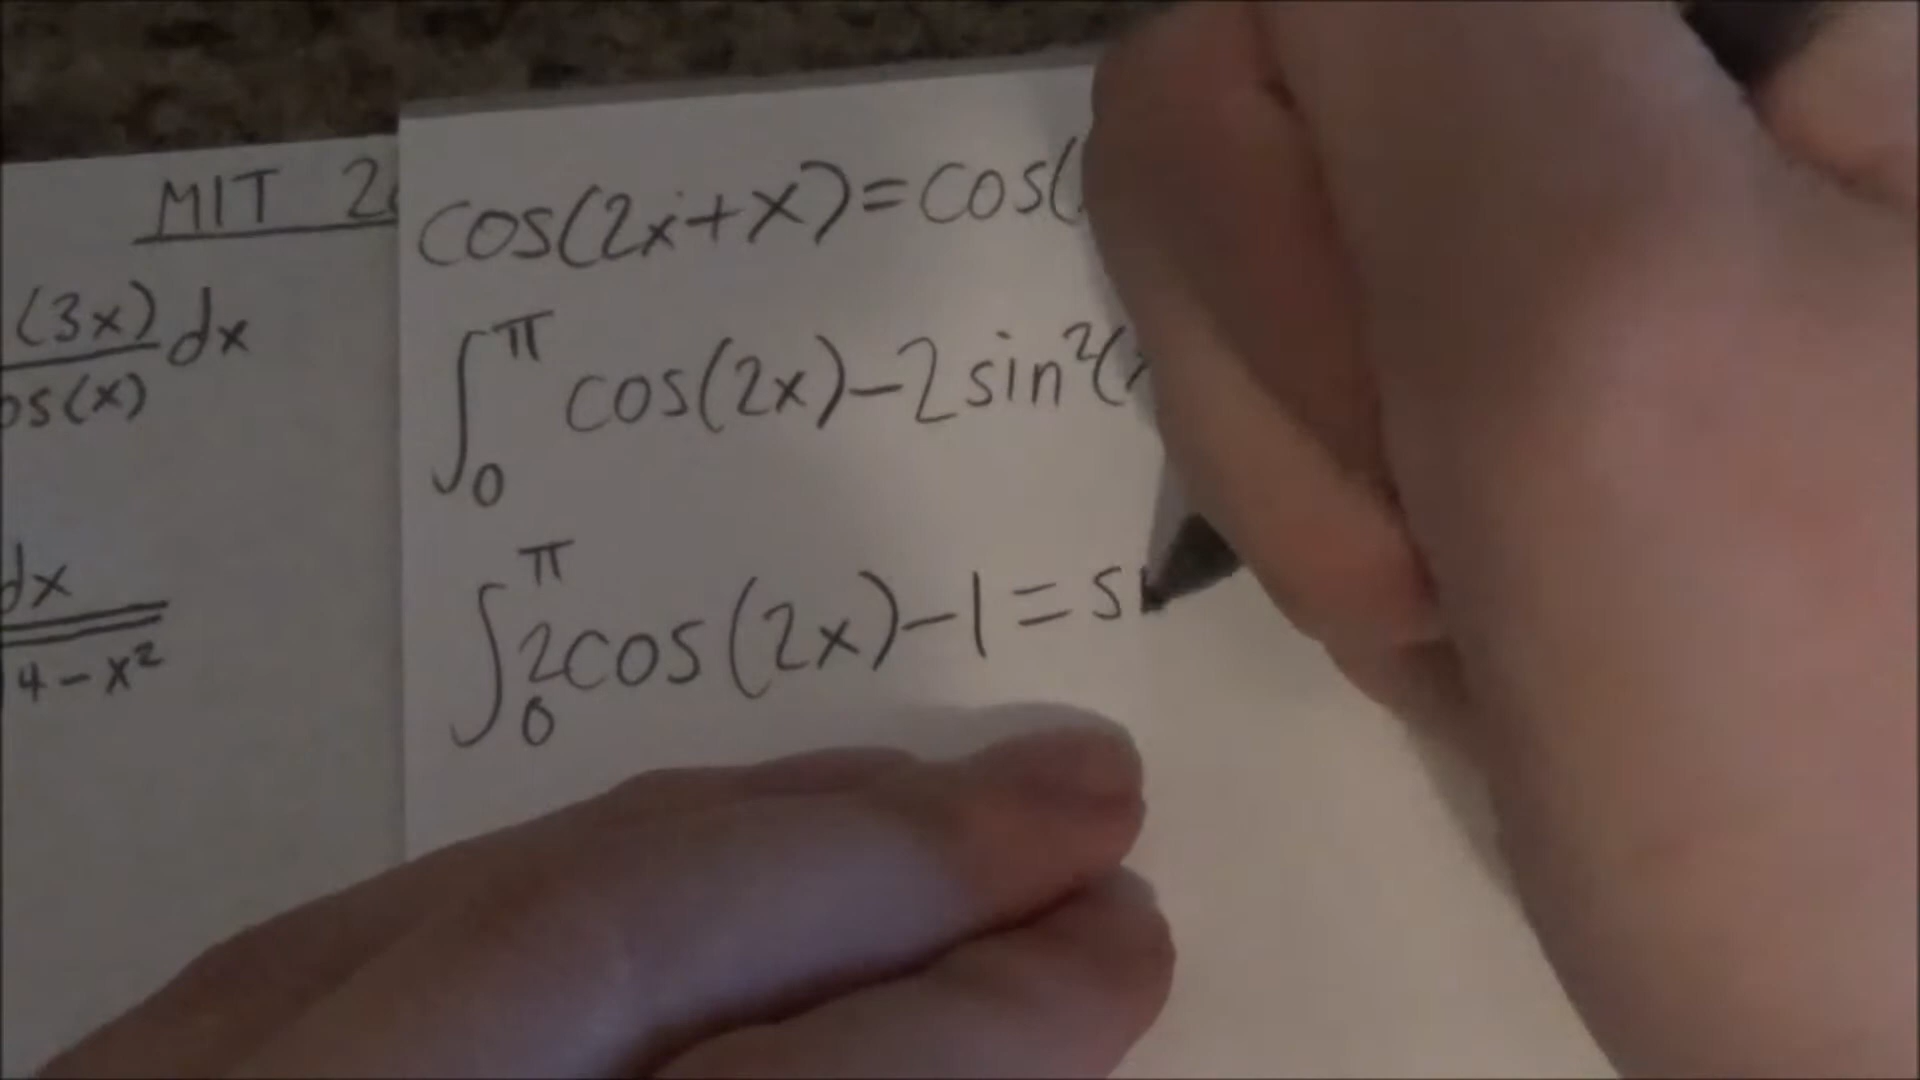 MIT 2
(3x) dx
os(x)
dx
4-x²
cos(2x+x)=cos(
∫₀^π cos(2x)-2sin²(
∫₀^π 2cos(2x)-1=s